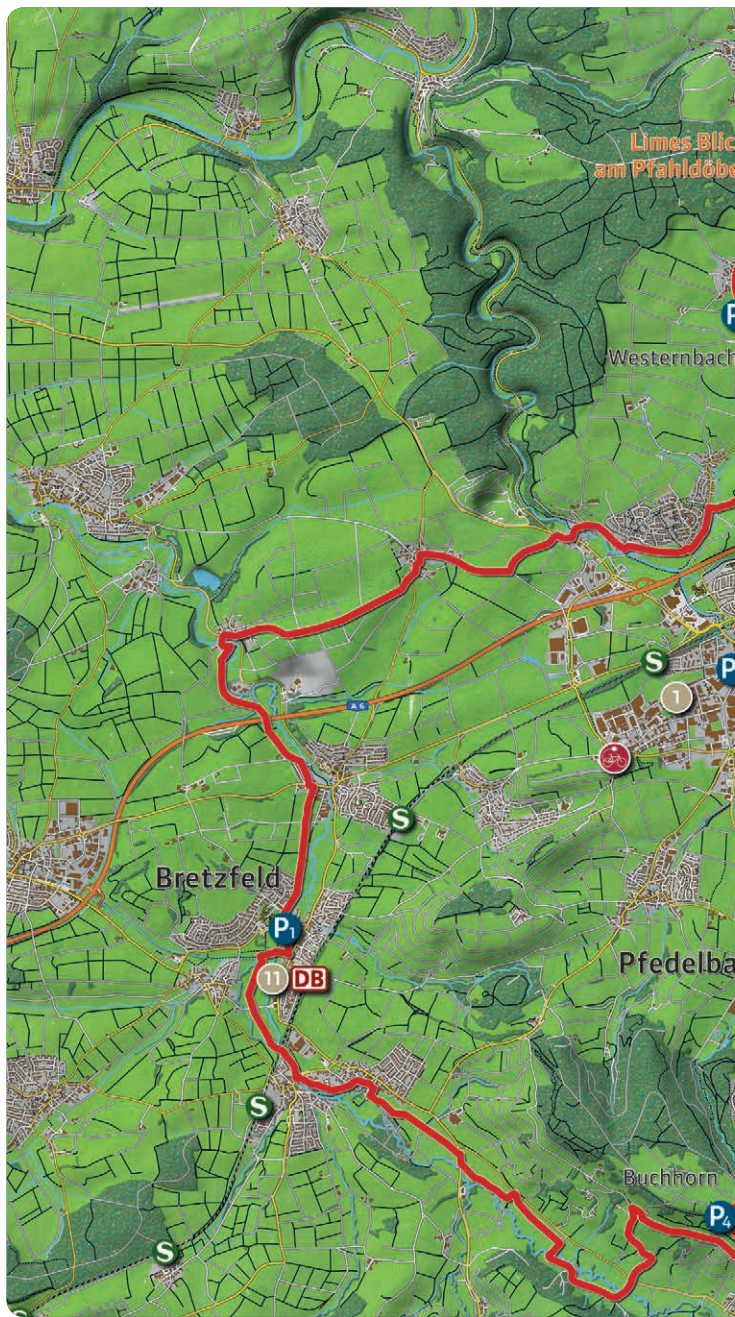 Limes Blic
am Pfahldöbe
P
Westernbach
S
P
1
A 6
S
Bretzfeld
P1
11 DB
Pfedelba
S
Buchhorn
P4
S
S